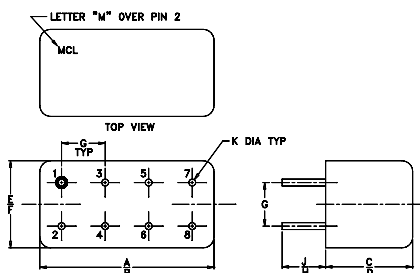 LETTER "M" OVER PIN 2
MCL
TOP VIEW
G
TYP
K DIA TYP
1 3 5 7
E
F
G
2 4 6 8
A
B
J
H
C
D